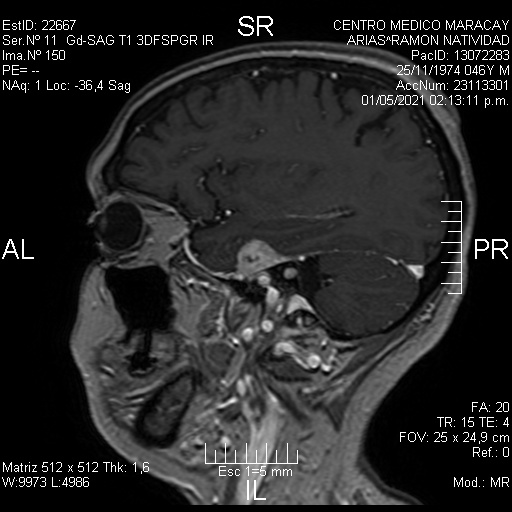 EstID: 22667
Ser.Nº 11 Gd-SAG T1 3DFSPGR IR
Ima.Nº 150
PE= --
NAq: 1 Loc: -36,4 Sag
SR
CENTRO MEDICO MARACAY
ARIAS^RAMON NATIVIDAD
PacID: 13072283
25/11/1974 046Y M
AccNum: 23113301
01/05/2021 02:13:11 p.m.
AL
PR
Matriz 512 x 512 Thk: 1,6
W:9973 L:4986
Esc 1=5 mm
IL
FA: 20
TR: 15 TE: 4
FOV: 25 x 24,9 cm
Ref.: 0
Mod.: MR